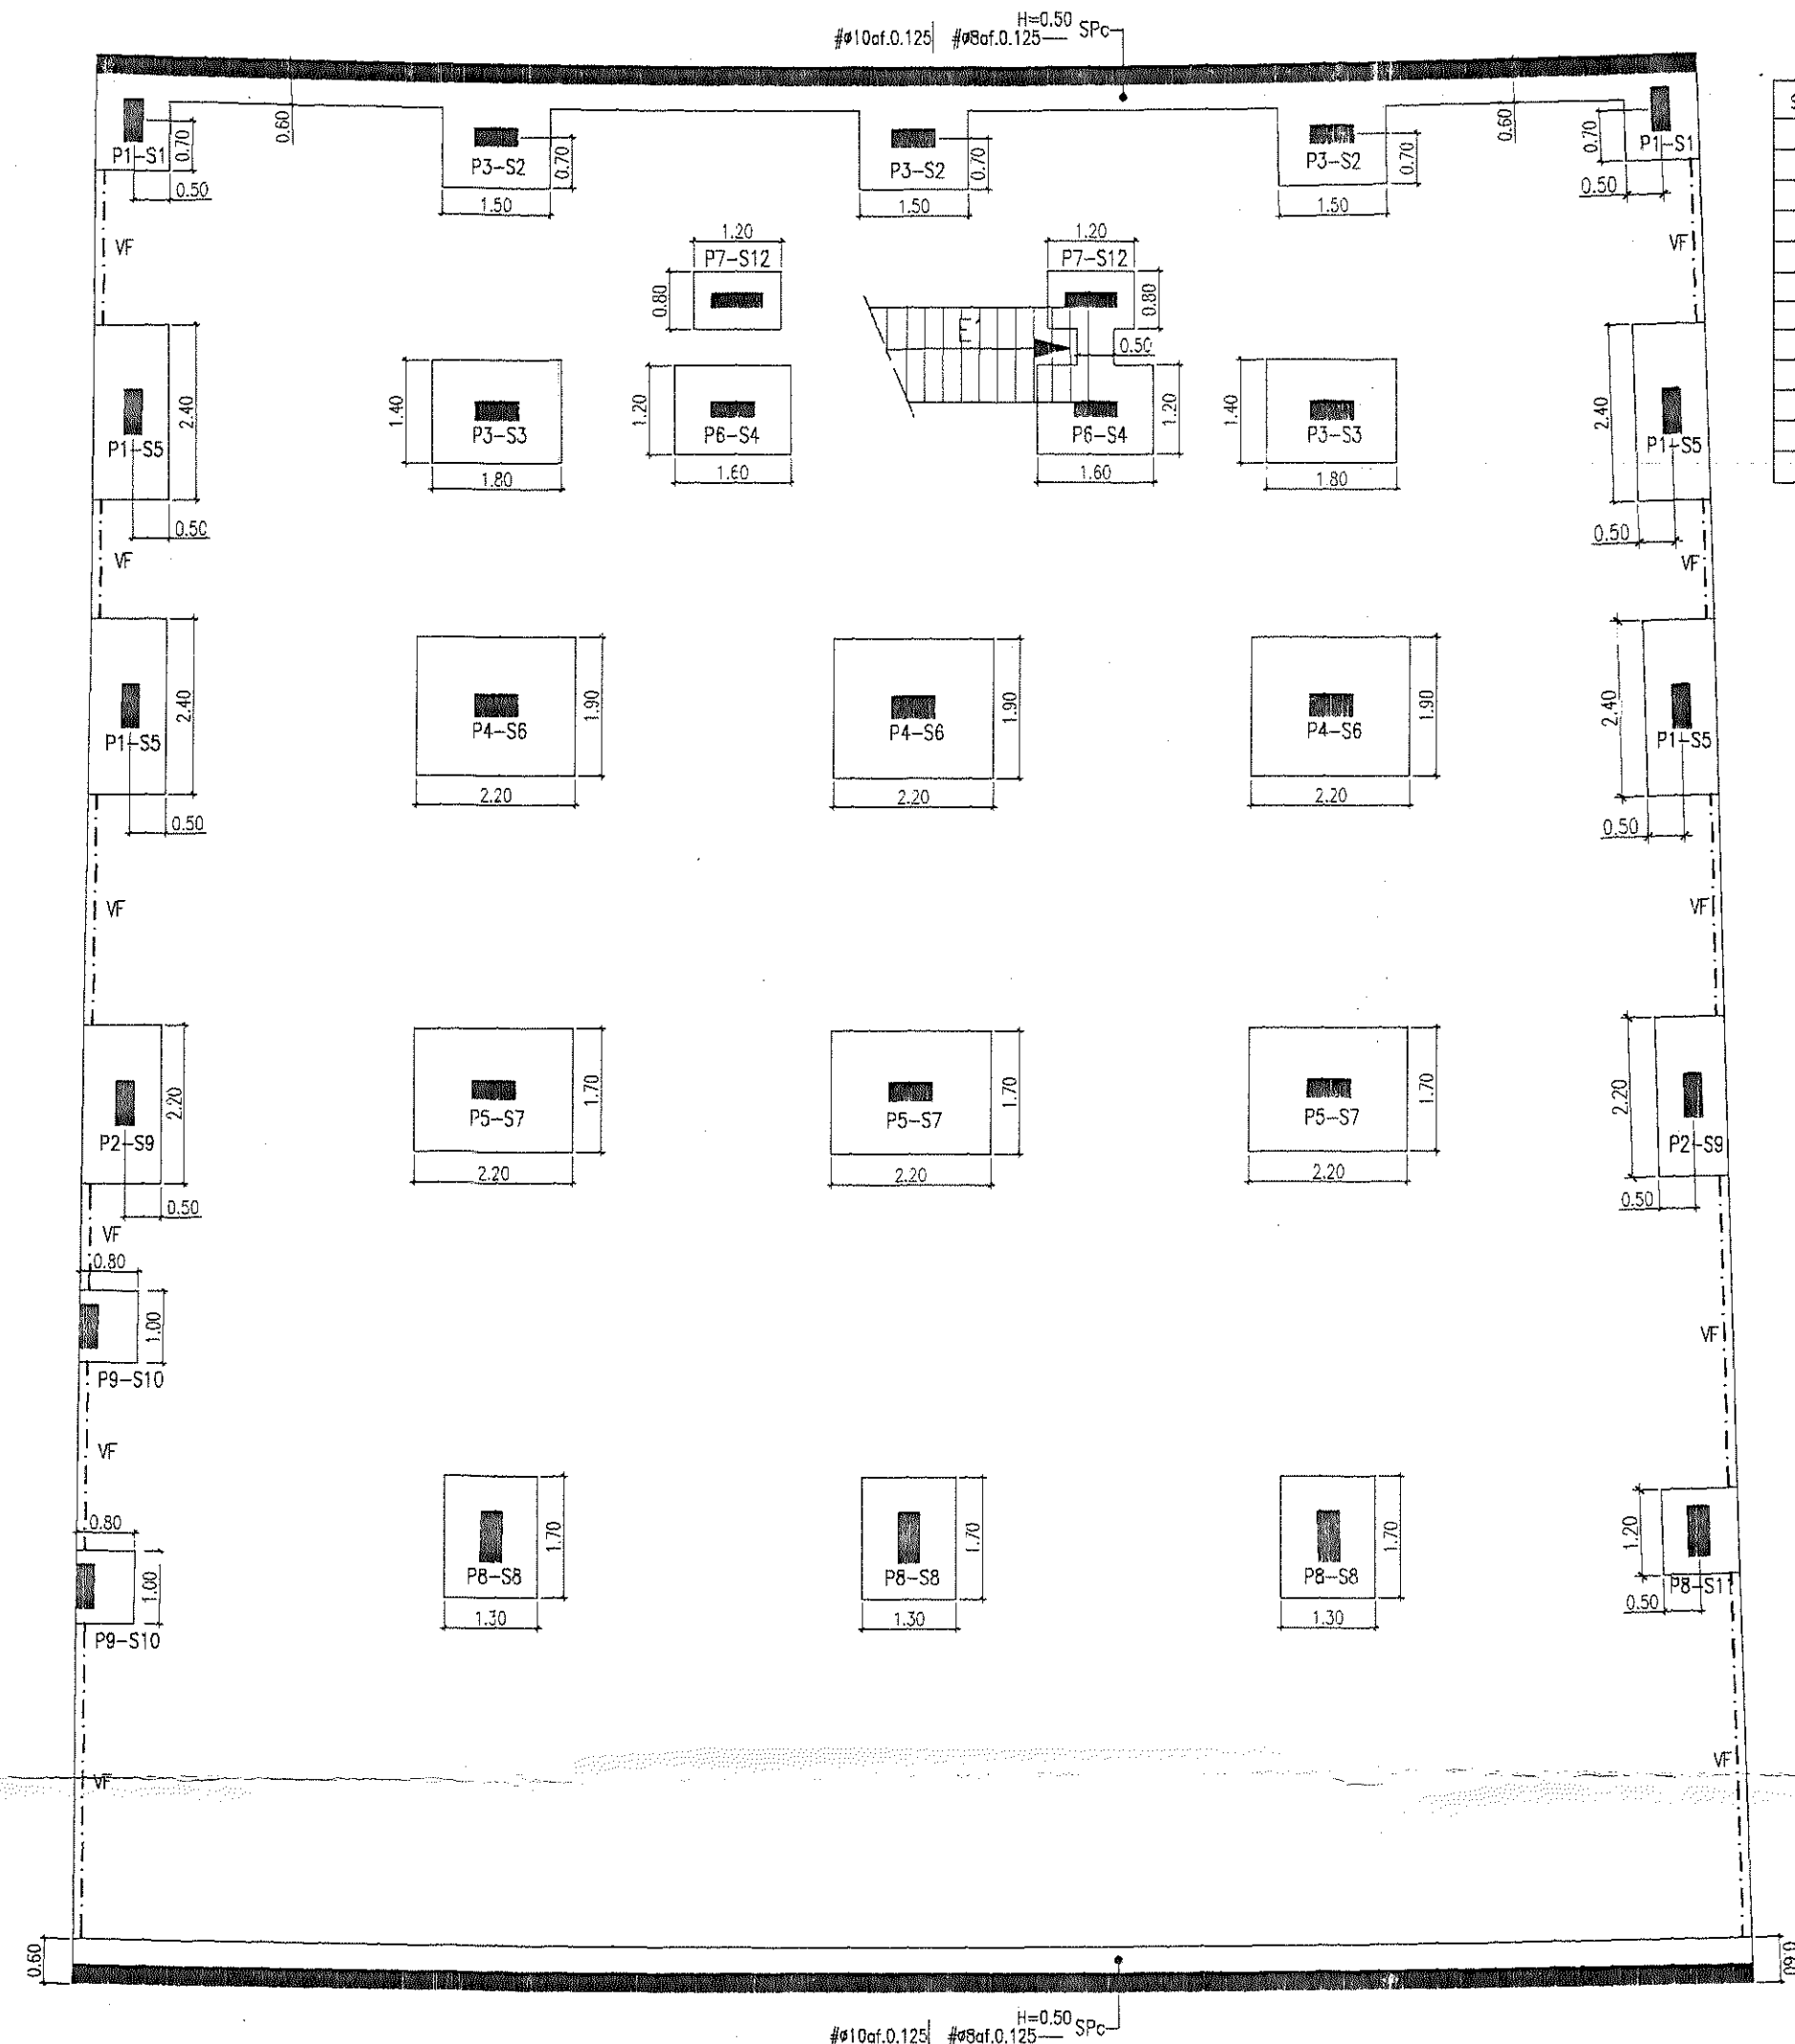 H=0.50
#ø10af.0.125 #ø8af.0.125 SPc
P1-S1
0.70
0.50
0.60
P3-S2
0.70
1.50
P3-S2
0.70
1.50
P3-S2
0.70
1.50
0.60
0.70
P1-S1
0.50
VF
VF
1.20
P7-S12
0.80
1.20
P7-S12
0.80
E1
0.50
P1-S5
2.40
0.50
1.40
P3-S3
1.80
1.20
P6-S4
1.60
P6-S4
1.20
1.60
1.40
P3-S3
1.80
2.40
P1-S5
0.50
VF
VF
P1-S5
2.40
0.50
P4-S6
1.90
2.20
P4-S6
1.90
2.20
P4-S6
1.90
2.20
2.40
P1-S5
0.50
VF
VF
P2-S9
2.20
0.50
P5-S7
1.70
2.20
P5-S7
1.70
2.20
P5-S7
1.70
2.20
2.20
P2-S9
0.50
VF
0.80
1.00
P9-S10
VF
VF
0.80
1.00
P9-S10
P8-S8
1.70
1.30
P8-S8
1.70
1.30
P8-S8
1.70
1.30
1.20
P8-S11
0.50
VF
VF
0.60
0.60
H=0.50
#ø10af.0.125 #ø8af.0.125 SPc